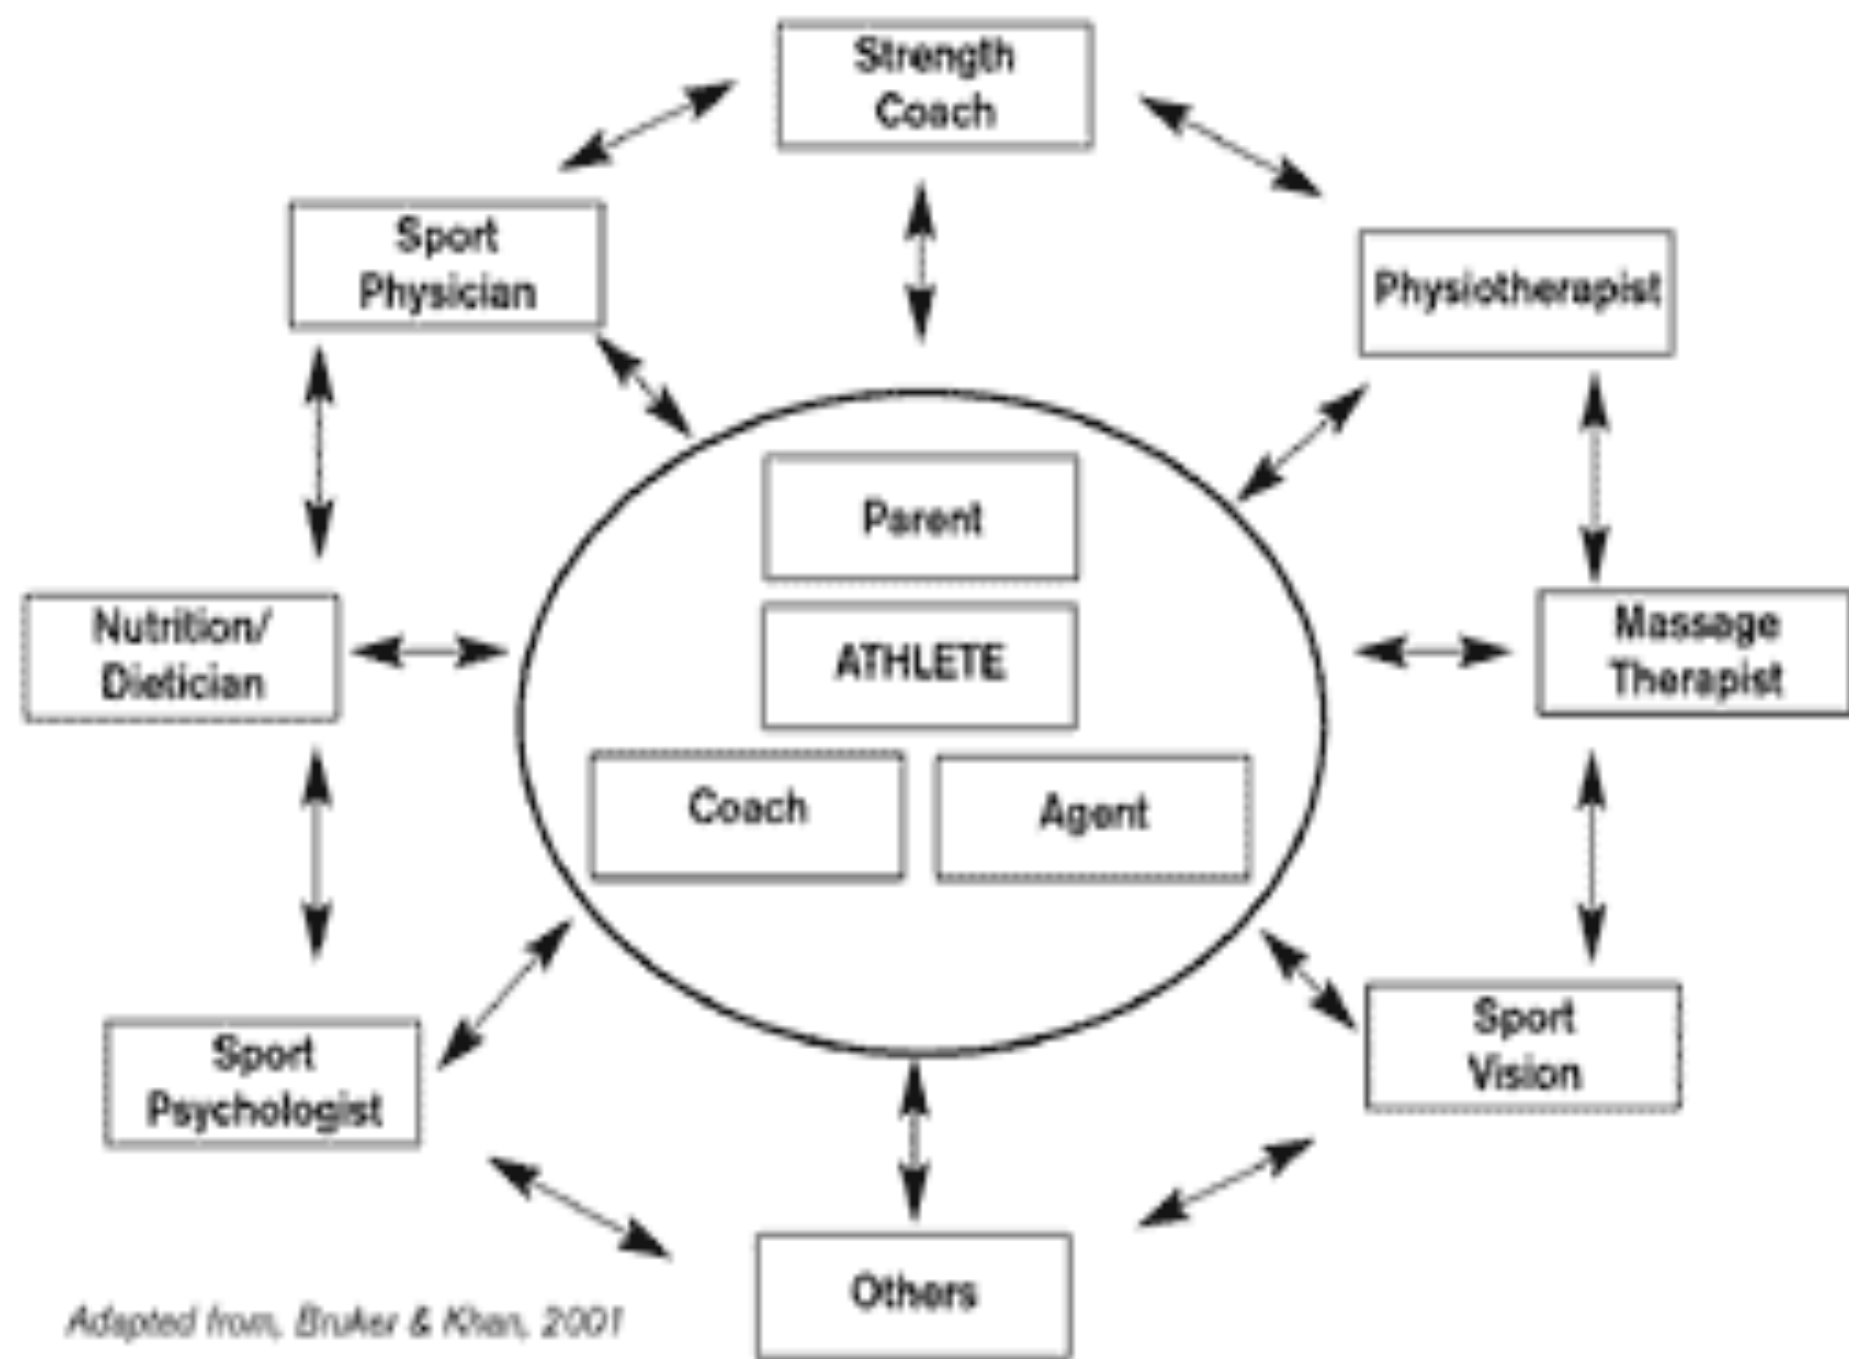 Strength
Coach
Sport
Physician
Physiotherapist
Parent
ATHLETE
Nutrition/
Dietician
Massage
Therapist
Coach
Agent
Sport
Psychologist
Sport
Vision
Others
Adapted from, Bruker & Khan, 2001